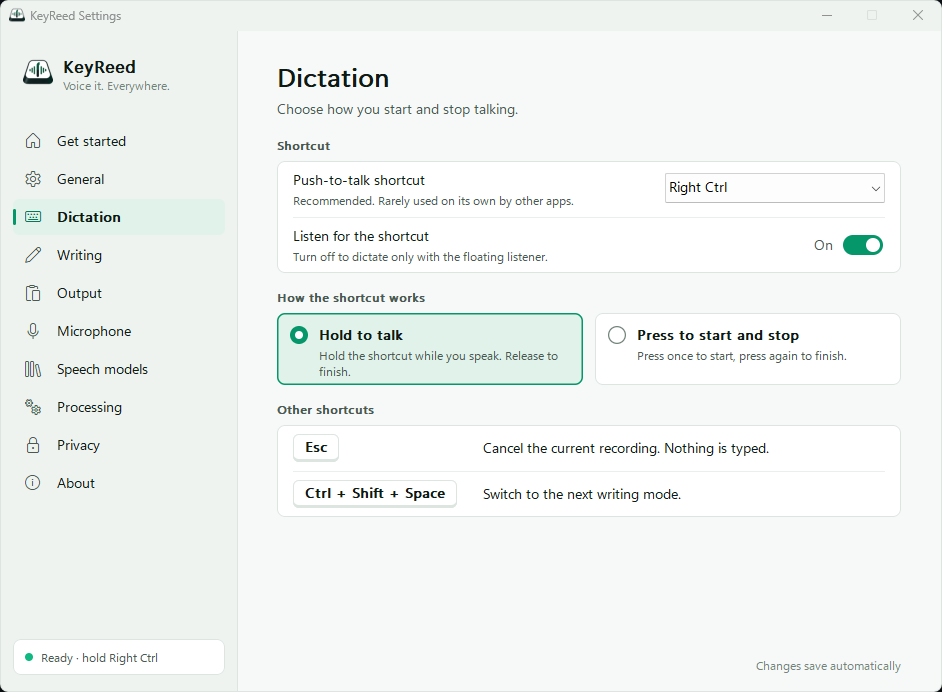 KeyReed Settings
KeyReed
Voice it. Everywhere.
Get started
General
Dictation
Writing
Output
Microphone
Speech models
Processing
Privacy
About
Ready · hold Right Ctrl
Dictation
Choose how you start and stop talking.
Shortcut
Push-to-talk shortcut
Right Ctrl
Recommended. Rarely used on its own by other apps.
Listen for the shortcut
On
Turn off to dictate only with the floating listener.
How the shortcut works
Hold to talk
Hold the shortcut while you speak. Release to
finish.
Press to start and stop
Press once to start, press again to finish.
Other shortcuts
Esc
Cancel the current recording. Nothing is typed.
Ctrl + Shift + Space
Switch to the next writing mode.
Changes save automatically